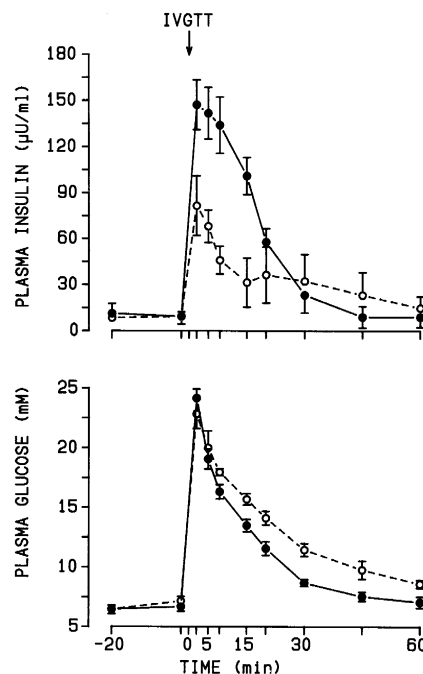 IVGTT
PLASMA INSULIN (µU/ml)
180
150
120
90
60
30
0
PLASMA GLUCOSE (mM)
25
20
15
10
5
-20 0 5 15 30 60
TIME (min)